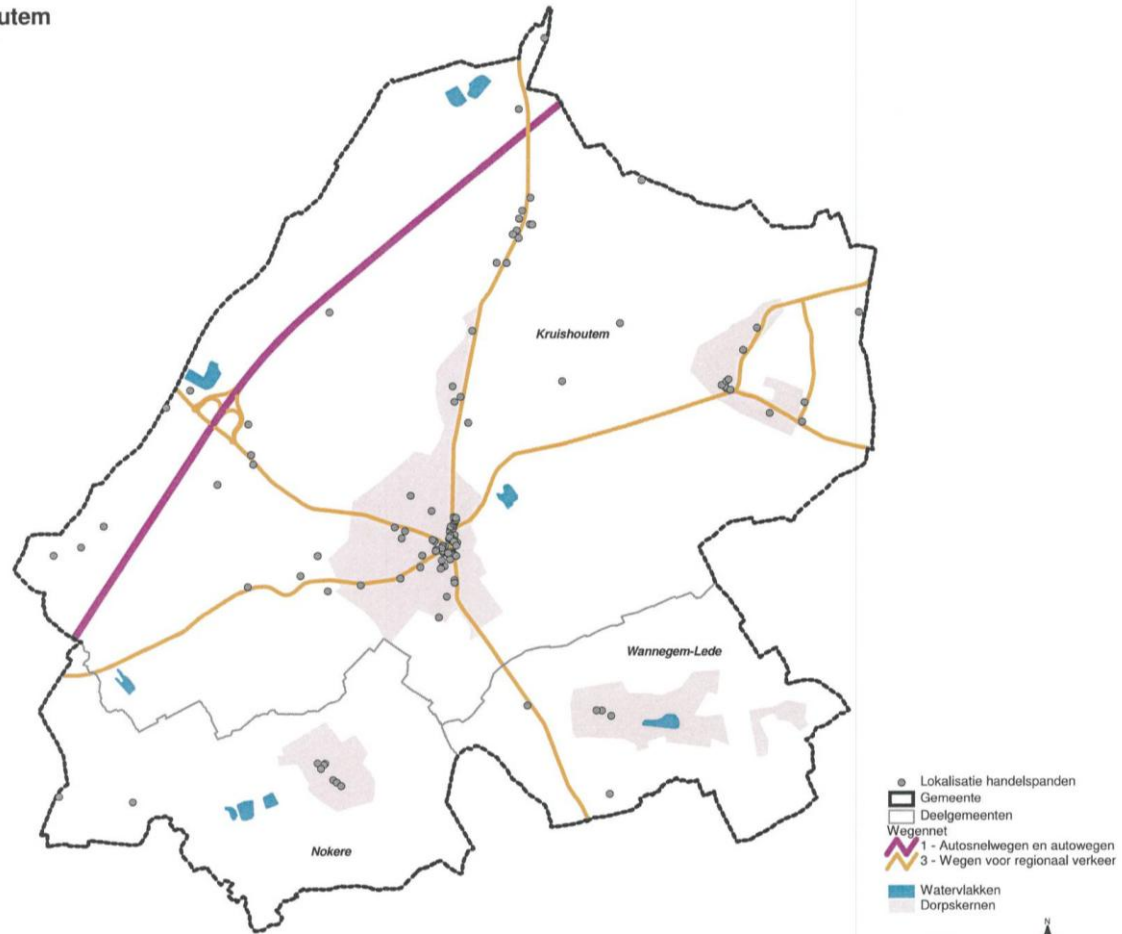 utem
Kruishoutem
Wannegem-Lede
Nokere
Lokalisatie handelspanden
Gemeente
Deelgemeenten
Wegennet
1 - Autosnelwegen en autowegen
3 - Wegen voor regionaal verkeer
Watervlakken
Dorpskernen
N